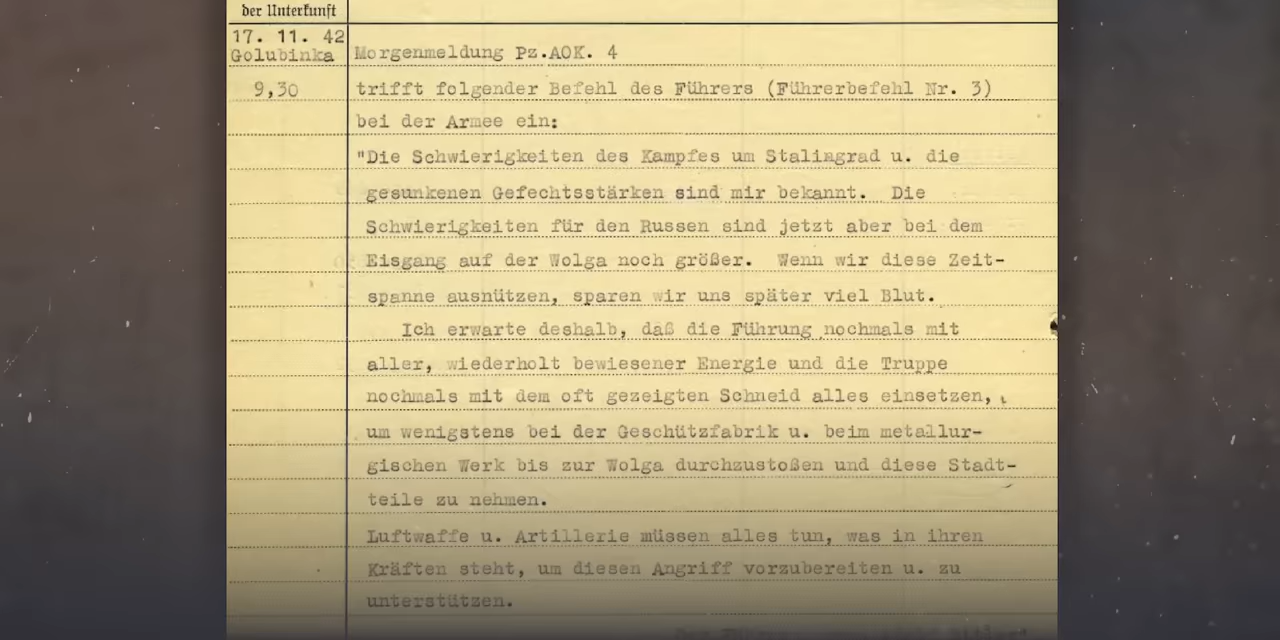 der Unterkunft
17. 11. 42
Golubinka
Morgenmeldung Pz.AOK. 4
9,30
trifft folgender Befehl des Führers (Führerbefehl Nr. 3)
bei der Armee ein:
"Die Schwierigkeiten des Kampfes um Stalingrad u. die
gesunkenen Gefechtsstärken sind mir bekannt. Die
Schwierigkeiten für den Russen sind jetzt aber bei dem
Eisgang auf der Wolga noch größer. Wenn wir diese Zeit-
spanne ausnützen, sparen wir uns später viel Blut.
Ich erwarte deshalb, daß die Führung nochmals mit
aller, wiederholt bewiesener Energie und die Truppe
nochmals mit dem oft gezeigten Schneid alles einsetzen,
um wenigstens bei der Geschützfabrik u. beim metallur-
gischen Werk bis zur Wolga durchzustoßen und diese Stadt-
teile zu nehmen.
Luftwaffe u. Artillerie müssen alles tun, was in ihren
Kräften steht, um diesen Angriff vorzubereiten u. zu
unterstützen.